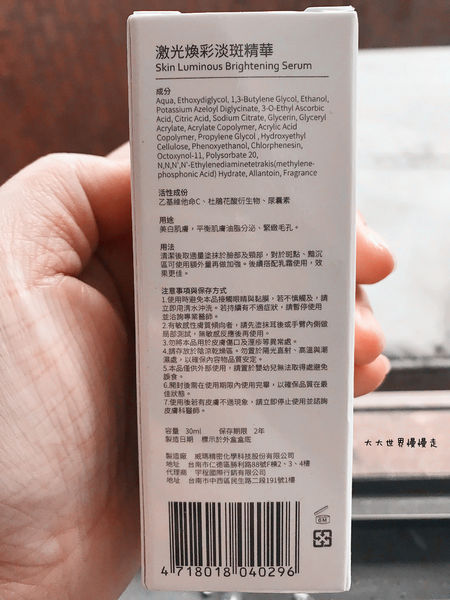 激光煥彩淡斑精華
Skin Luminous Brightening Serum
成分
Aqua, Ethoxydiglycol, 1,3-Butylene Glycol, Ethanol,
Potassium Azeloyl Diglycinate, 3-O-Ethyl Ascorbic
Acid, Citric Acid, Sodium Citrate, Glycerin, Glyceryl
Acrylate, Acrylate Copolymer, Acrylic Acid
Copolymer, Propylene Glycol ,Hydroxyethyl
Cellulose, Phenoxyethanol, Chlorphenesin,
Octoxynol-11, Polysorbate 20,
N,N,N',N'-Ethylenediaminetetrakis(methylene-
phosphonic Acid) Hydrate, Allantoin, Fragrance
活性成份
乙基維他命C、杜鵑花酸衍生物、尿囊素
用途
美白肌膚，平衡肌膚油脂分泌、緊緻毛孔。
用法
清潔後取適量塗抹於臉部及頸部，對於斑點、黯沉
區可使用額外量再做加強。後續搭配乳霜使用，效
果更佳。
注意事項與保存方式
1.使用時避免本品接觸眼睛與黏膜，若不慎觸及，請
立即用清水沖洗。若持續有不適症狀，請暫停使用
並洽詢專業醫師。
2.有敏感性膚質傾向者，請先塗抹耳後或手臂內側做
局部測試，無敏感反應後再使用。
3.勿將本品用於皮膚傷口及溼疹等異常處。
4.請存放於陰涼乾燥區。勿置於陽光直射、高溫與潮
濕處，以確保內容物品質安定。
5.本品僅供外部使用，請置於嬰幼兒無法取得處避免
誤食。
6.開封後需在使用期限內使用完畢，以確保品質在最
佳狀態。
7.使用後若有皮膚不適現象，請立即停止使用並諮詢
皮膚科醫師。
容量 30ml 保存期限 2年
製造日期 標示於外盒盒底
製造廠 威瑪精密化學科技股份有限公司
地址 台南市仁德區勝利路88號F棟2、3、4樓
代理商 宇程國際行銷有限公司
地址 台南市中西區民生路二段191號1樓
6M
4 718018 040296
大大世界慢慢走